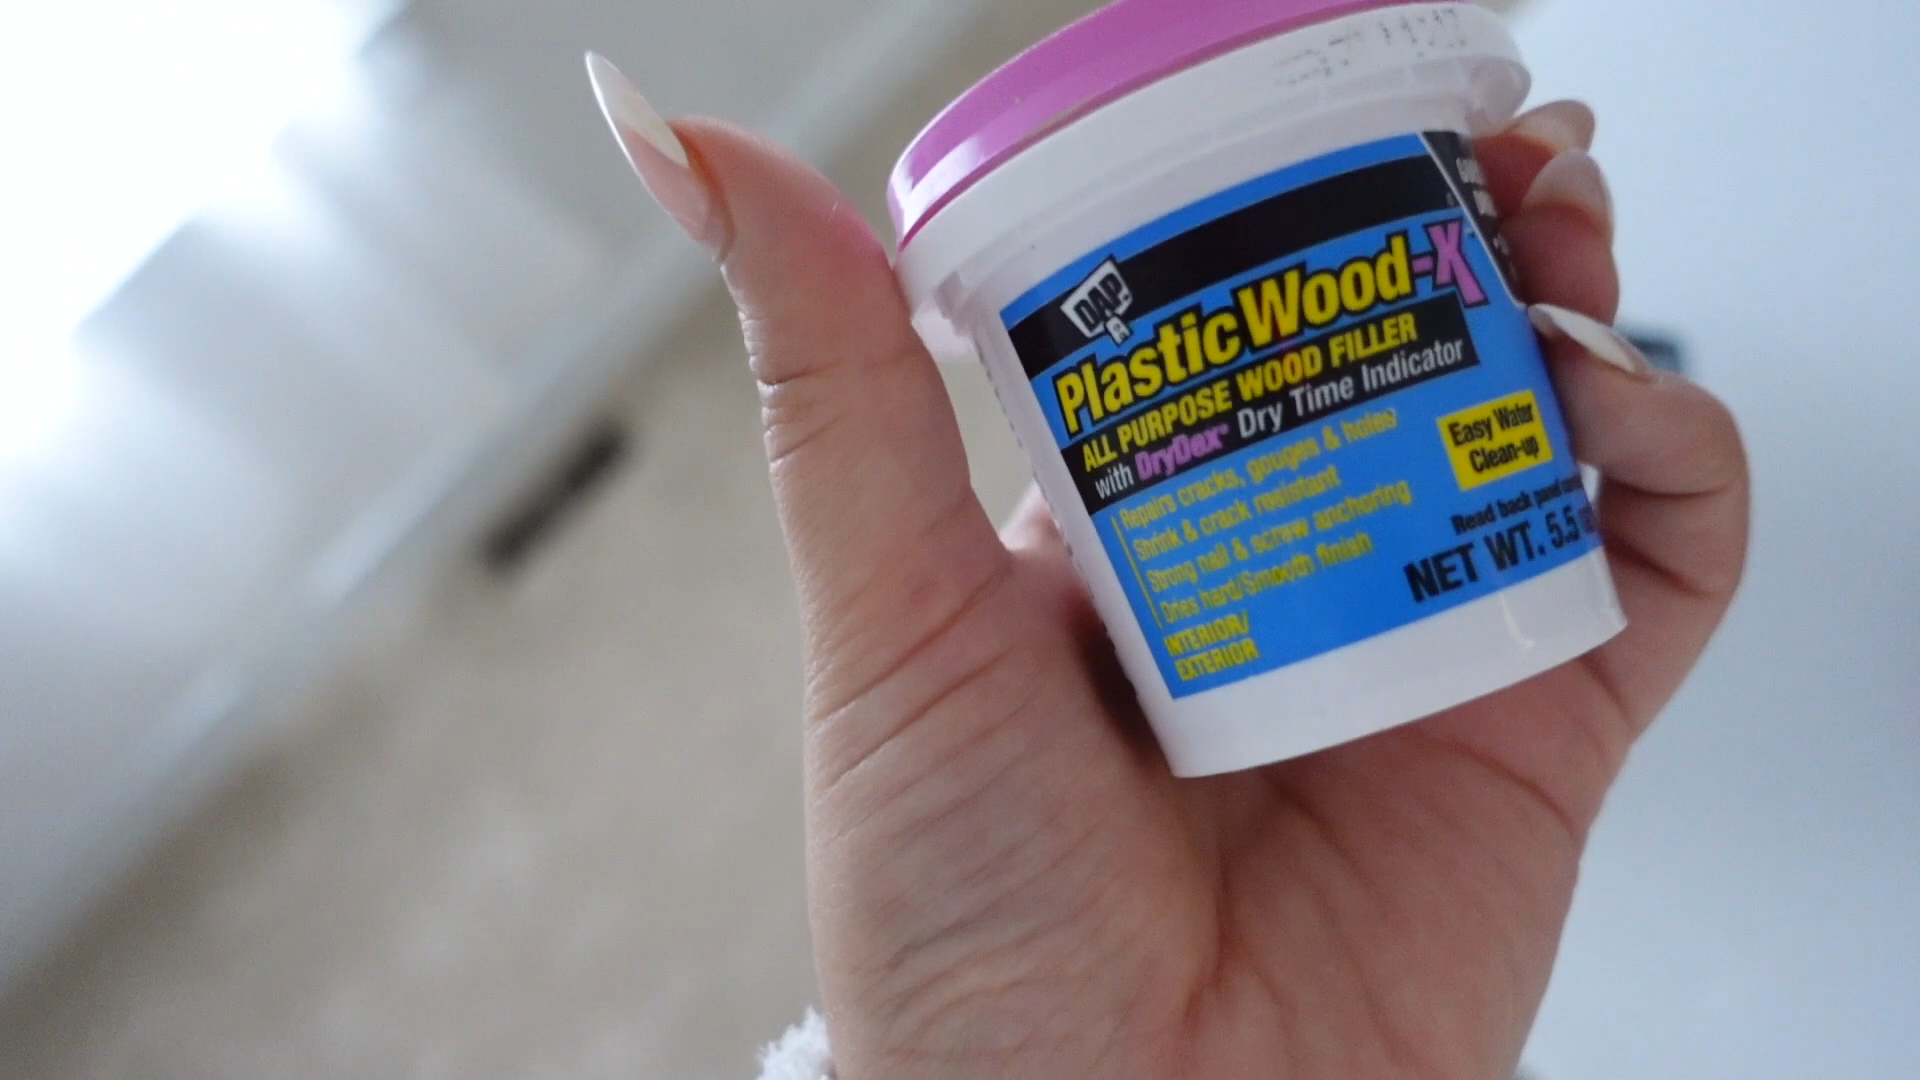 DAP
PlasticWood-X
ALL PURPOSE WOOD FILLER
with DryDex® Dry Time Indicator
Repairs cracks, gouges & holes
Shrink & crack resistant
Strong nail & screw anchoring
Dries hard/Smooth finish
INTERIOR/
EXTERIOR
Easy Water
Clean-up
Read back panel
NET WT. 5.5